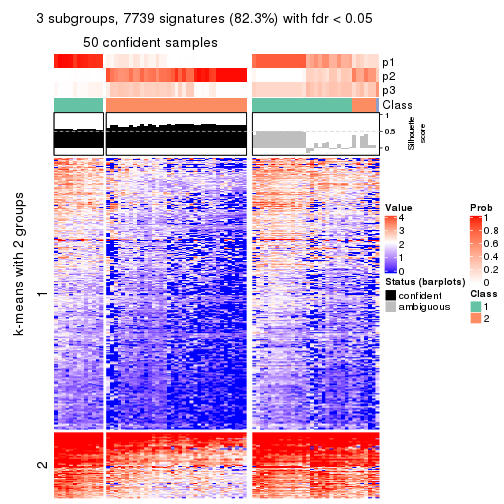 3 subgroups, 7739 signatures (82.3%) with fdr < 0.05
50 confident samples
p1
p2
p3
Class
1
0.5
0
Silhouette
score
k-means with 2 groups
1
2
Value
4
3
2
1
0
Status (barplots)
confident
ambiguous
Prob
1
0.8
0.6
0.4
0.2
0
Class
1
2